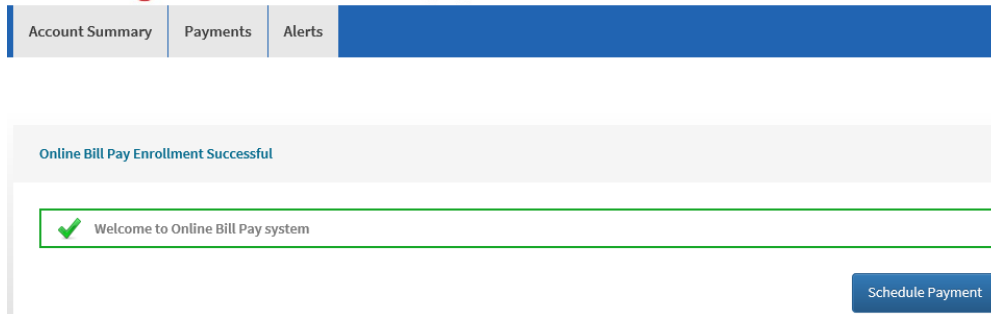 Account Summary Payments Alerts
Online Bill Pay Enrollment Successful
Welcome to Online Bill Pay system
Schedule Payment